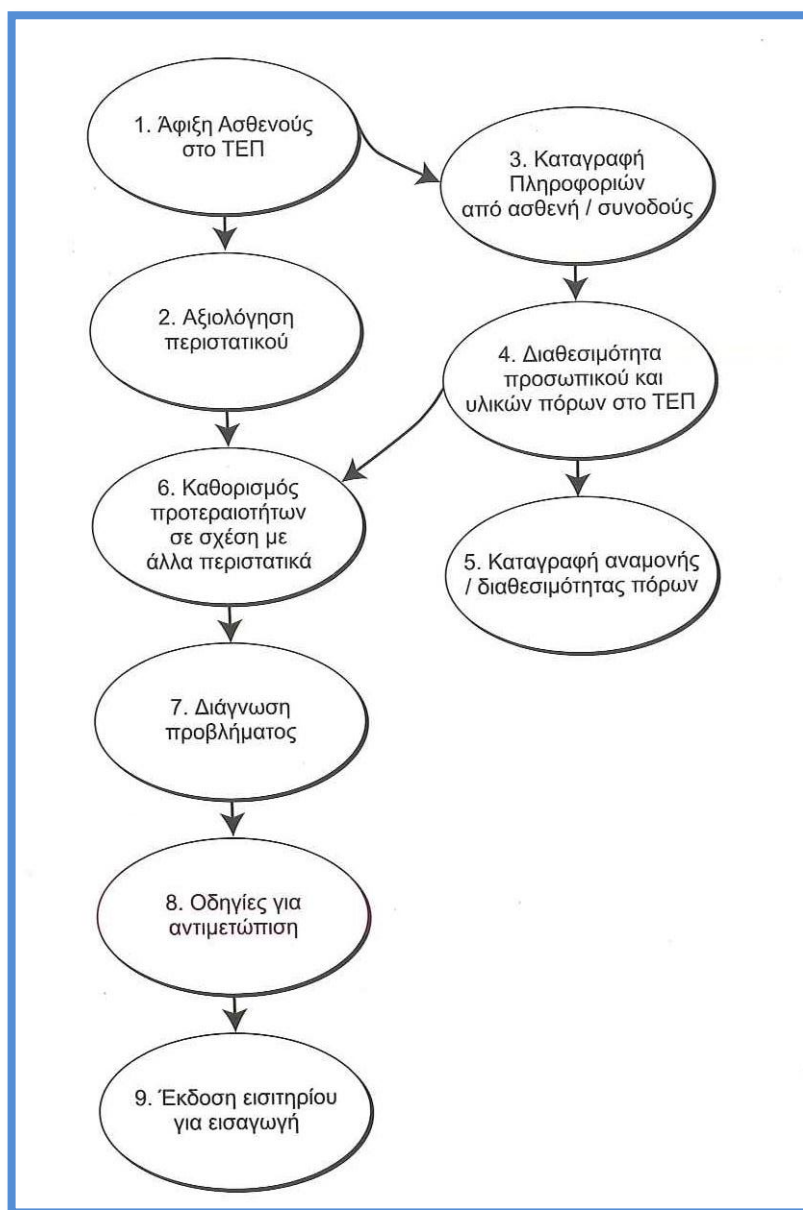 1. Άφιξη Ασθενούς
στο ΤΕΠ
3. Καταγραφή
Πληροφοριών
από ασθενή / συνοδούς
2. Αξιολόγηση
περιστατικού
4. Διαθεσιμότητα
προσωπικού και
υλικών πόρων στο ΤΕΠ
6. Καθορισμός
προτεραιοτήτων
σε σχέση με
άλλα περιστατικά
5. Καταγραφή αναμονής
/ διαθεσιμότητας πόρων
7. Διάγνωση
προβλήματος
8. Οδηγίες για
αντιμετώπιση
9. Έκδοση εισιτηρίου
για εισαγωγή